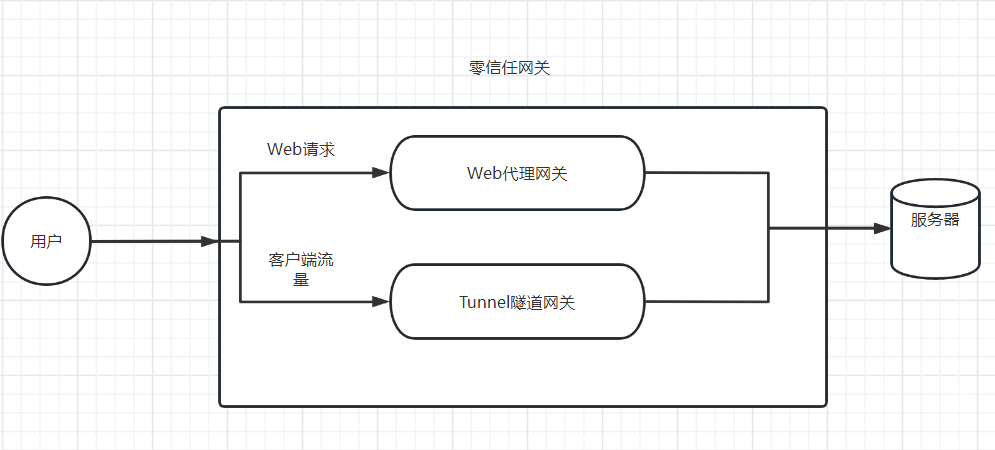 零信任网关
Web请求
Web代理网关
用户
服务器
客户端流
量
Tunnel隧道网关